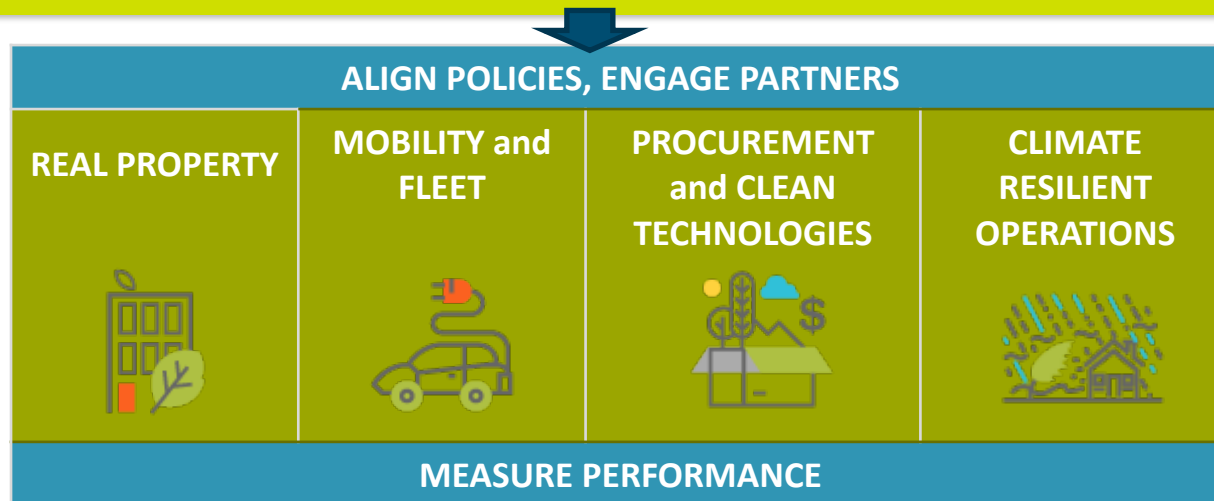 ALIGN POLICIES, ENGAGE PARTNERS
REAL PROPERTY
MOBILITY and
FLEET
PROCUREMENT
and CLEAN
TECHNOLOGIES
CLIMATE
RESILIENT
OPERATIONS
$
MEASURE PERFORMANCE